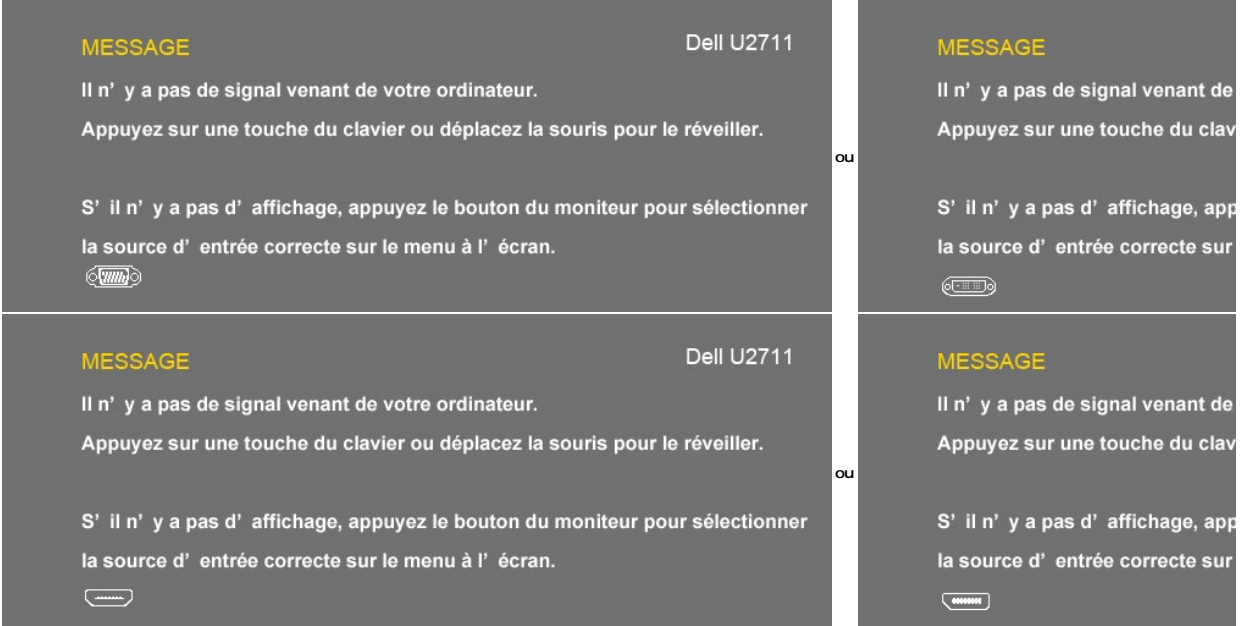 MESSAGE Dell U2711
Il n' y a pas de signal venant de votre ordinateur.
Appuyez sur une touche du clavier ou déplacez la souris pour le réveiller.
S' il n' y a pas d' affichage, appuyez le bouton du moniteur pour sélectionner
la source d' entrée correcte sur le menu à l' écran.
ou
MESSAGE
Il n' y a pas de signal venant de
Appuyez sur une touche du clav
S' il n' y a pas d' affichage, app
la source d' entrée correcte sur
MESSAGE Dell U2711
Il n' y a pas de signal venant de votre ordinateur.
Appuyez sur une touche du clavier ou déplacez la souris pour le réveiller.
S' il n' y a pas d' affichage, appuyez le bouton du moniteur pour sélectionner
la source d' entrée correcte sur le menu à l' écran.
ou
MESSAGE
Il n' y a pas de signal venant de
Appuyez sur une touche du clav
S' il n' y a pas d' affichage, app
la source d' entrée correcte sur